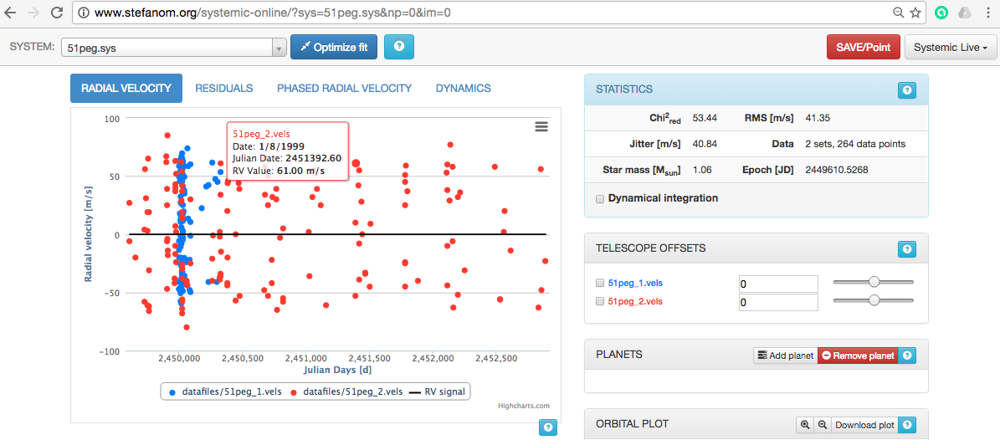 www.stefanom.org/systemic-online/?sys=51peg.sys&np=0&im=0
SYSTEM: 51peg.sys Optimize fit ? SAVE/Point Systemic Live
RADIAL VELOCITY RESIDUALS PHASED RADIAL VELOCITY DYNAMICS
100
50
0
−50
−100
Radial velocity [m/s]
51peg_2.vels
Date: 1/8/1999
Julian Date: 2451392.60
RV Value: 61.00 m/s
2,450,000 2,450,500 2,451,000 2,451,500 2,452,000 2,452,500
Julian Days [d]
datafiles/51peg_1.vels datafiles/51peg_2.vels RV signal
Highcharts.com
?
STATISTICS ?
Chi²red 53.44 RMS [m/s] 41.35
Jitter [m/s] 40.84 Data 2 sets, 264 data points
Star mass [Msun] 1.06 Epoch [JD] 2449610.5268
Dynamical integration
TELESCOPE OFFSETS ?
51peg_1.vels 0
51peg_2.vels 0
PLANETS Add planet Remove planet ?
ORBITAL PLOT Download plot ?